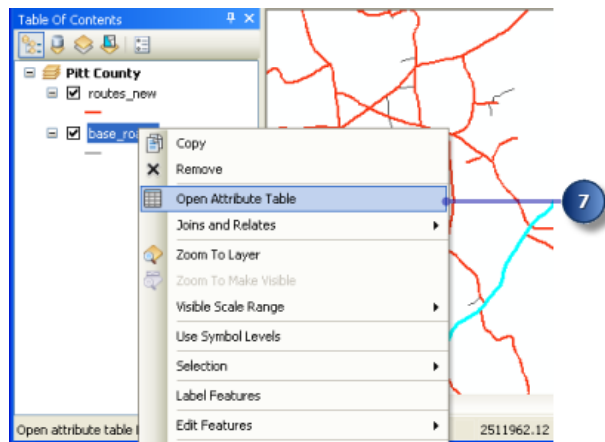 Table Of Contents
Pitt County
routes_new
base_roa
Copy
Remove
Open Attribute Table
7
Joins and Relates
Zoom To Layer
Zoom To Make Visible
Visible Scale Range
Use Symbol Levels
Selection
Label Features
Edit Features
Open attribute table
2511962.12